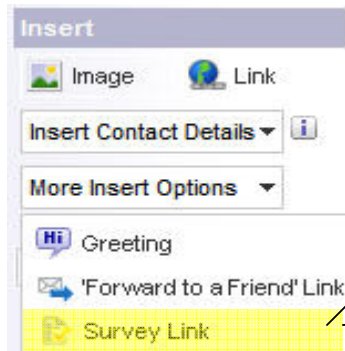 Insert
Image Link
Insert Contact Details i
More Insert Options
Hi Greeting
'Forward to a Friend' Link
Survey Link